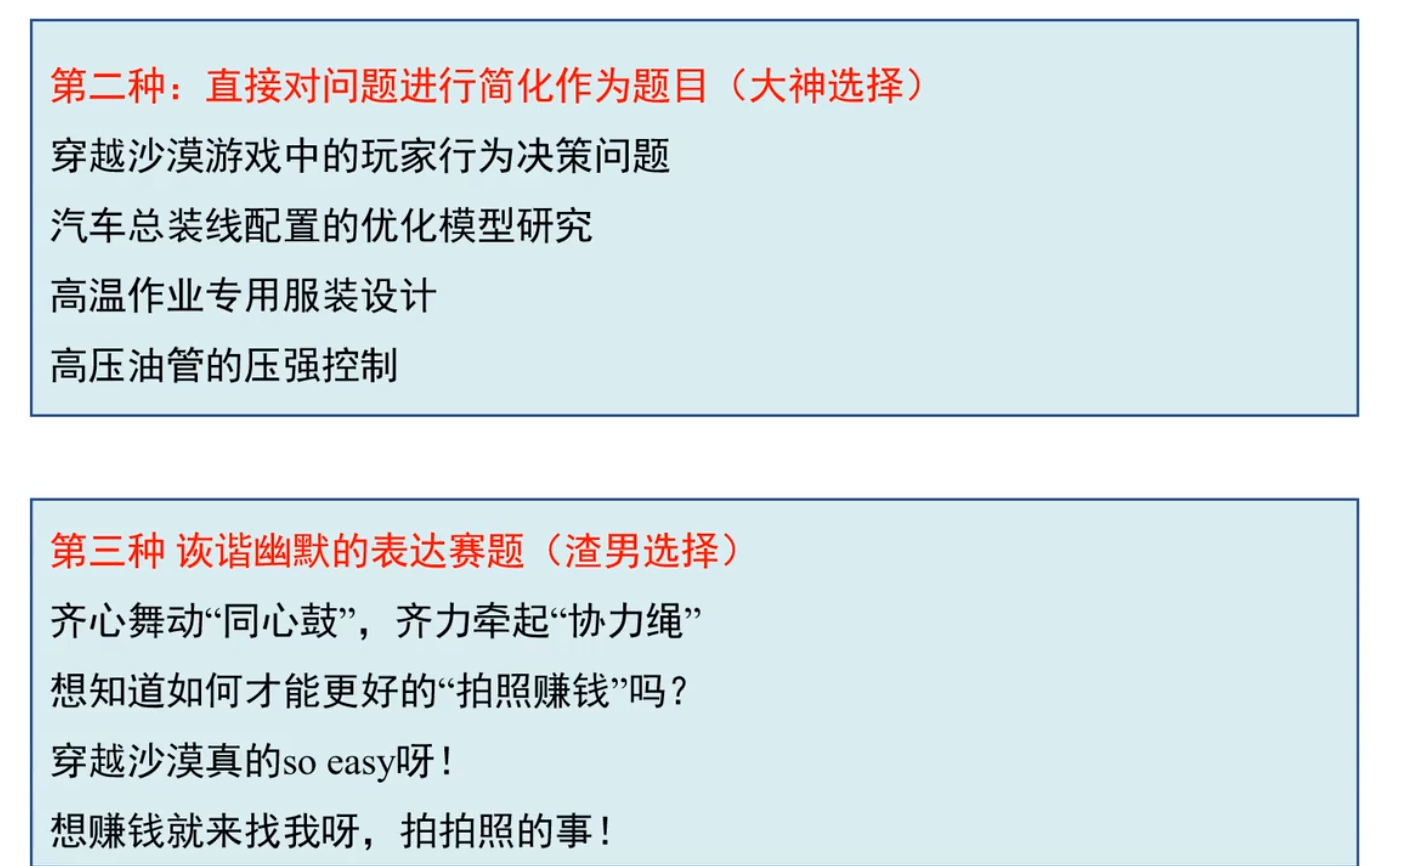 第二种：直接对问题进行简化作为题目（大神选择）
穿越沙漠游戏中的玩家行为决策问题
汽车总装线配置的优化模型研究
高温作业专用服装设计
高压油管的压强控制
第三种 诙谐幽默的表达赛题（渣男选择）
齐心舞动“同心鼓”，齐力牵起“协力绳”
想知道如何才能更好的“拍照赚钱”吗？
穿越沙漠真的so easy呀！
想赚钱就来找我呀，拍拍照的事！